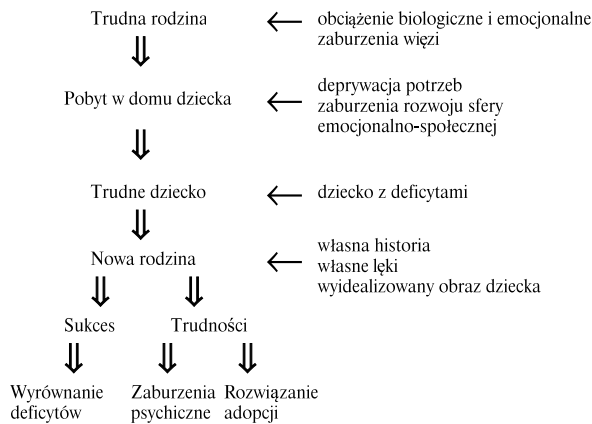 Trudna rodzina
obciążenie biologiczne i emocjonalne
zaburzenia więzi
Pobyt w domu dziecka
deprywacja potrzeb
zaburzenia rozwoju sfery
emocjonalno-społecznej
Trudne dziecko
dziecko z deficytami
Nowa rodzina
własna historia
własne lęki
wyidealizowany obraz dziecka
Sukces
Trudności
Wyrównanie
deficytów
Zaburzenia
psychiczne
Rozwiązanie
adopcji